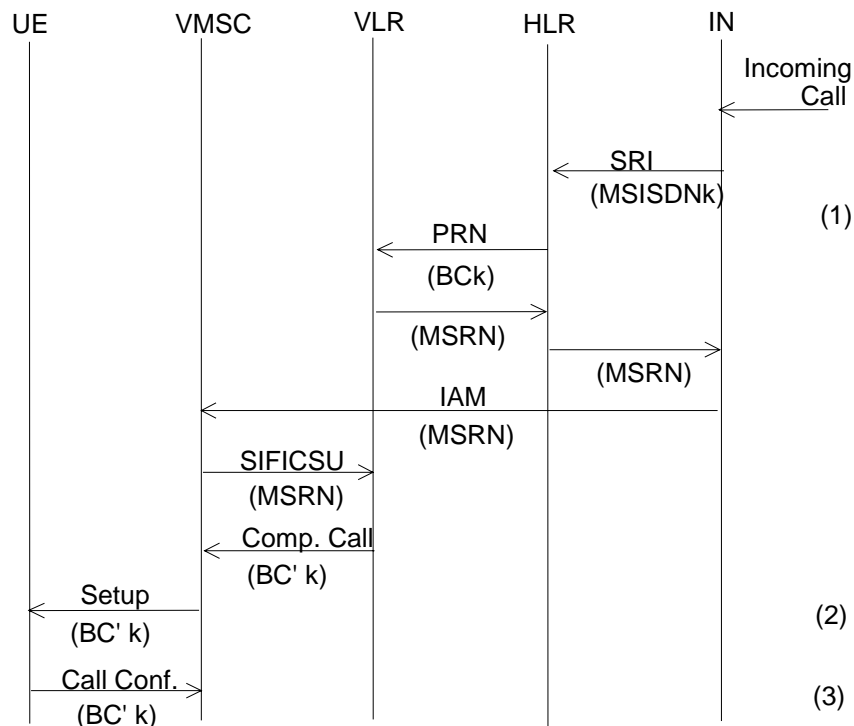 UE VMSC VLR HLR IN
Incoming
Call
SRI
(MSISDNk)
(1)
PRN
(BCk)
(MSRN)
(MSRN)
IAM
(MSRN)
SIFICSU
(MSRN)
Comp. Call
(BC' k)
Setup
(2)
(BC' k)
Call Conf.
(3)
(BC' k)